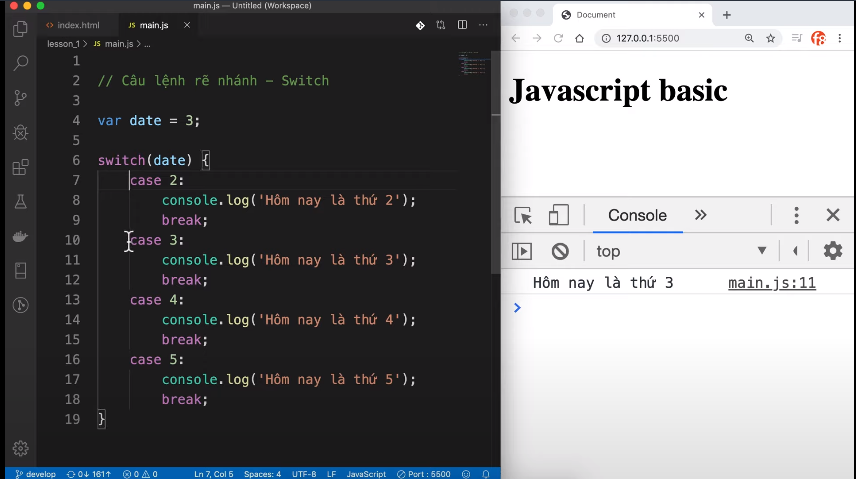 main.js — Untitled (Workspace)
index.html
JS main.js
lesson_1 > JS main.js > ...
1
2 // Câu lệnh rẽ nhánh - Switch
3
4 var date = 3;
5
6 switch(date) {
7 case 2:
8 console.log('Hôm nay là thứ 2');
9 break;
10 case 3:
11 console.log('Hôm nay là thứ 3');
12 break;
13 case 4:
14 console.log('Hôm nay là thứ 4');
15 break;
16 case 5:
17 console.log('Hôm nay là thứ 5');
18 break;
19 }
develop 0↓ 161↑ 0 0 Ln 7, Col 5 Spaces: 4 UTF-8 LF JavaScript Port : 5500
Document
127.0.0.1:5500
Javascript basic
Console
top
Hôm nay là thứ 3 main.js:11